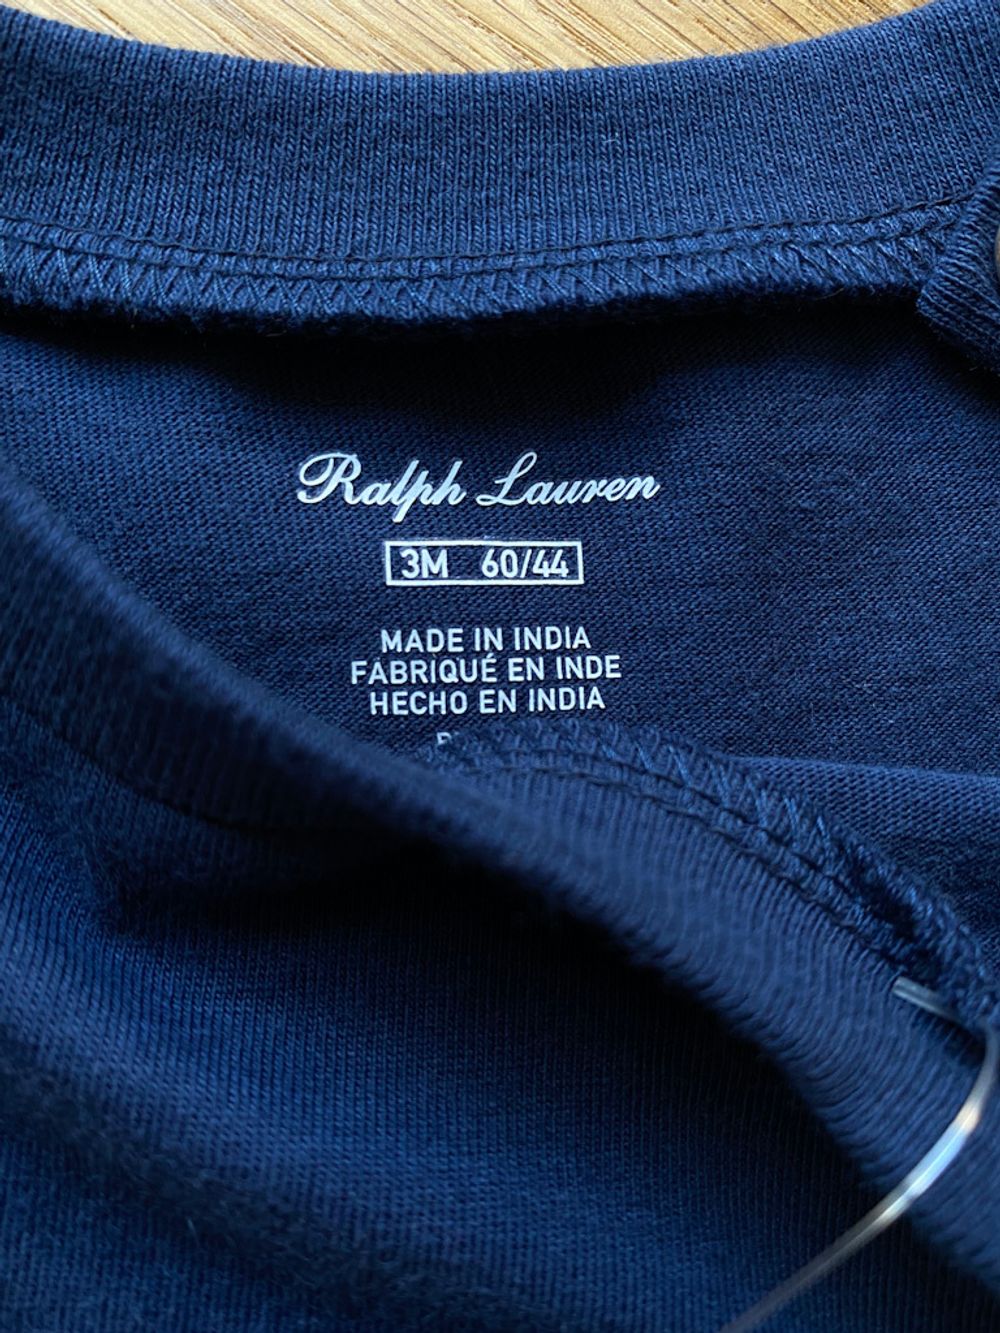 Ralph Lauren
3M 60/44
MADE IN INDIA
FABRIQUÉ EN INDE
HECHO EN INDIA